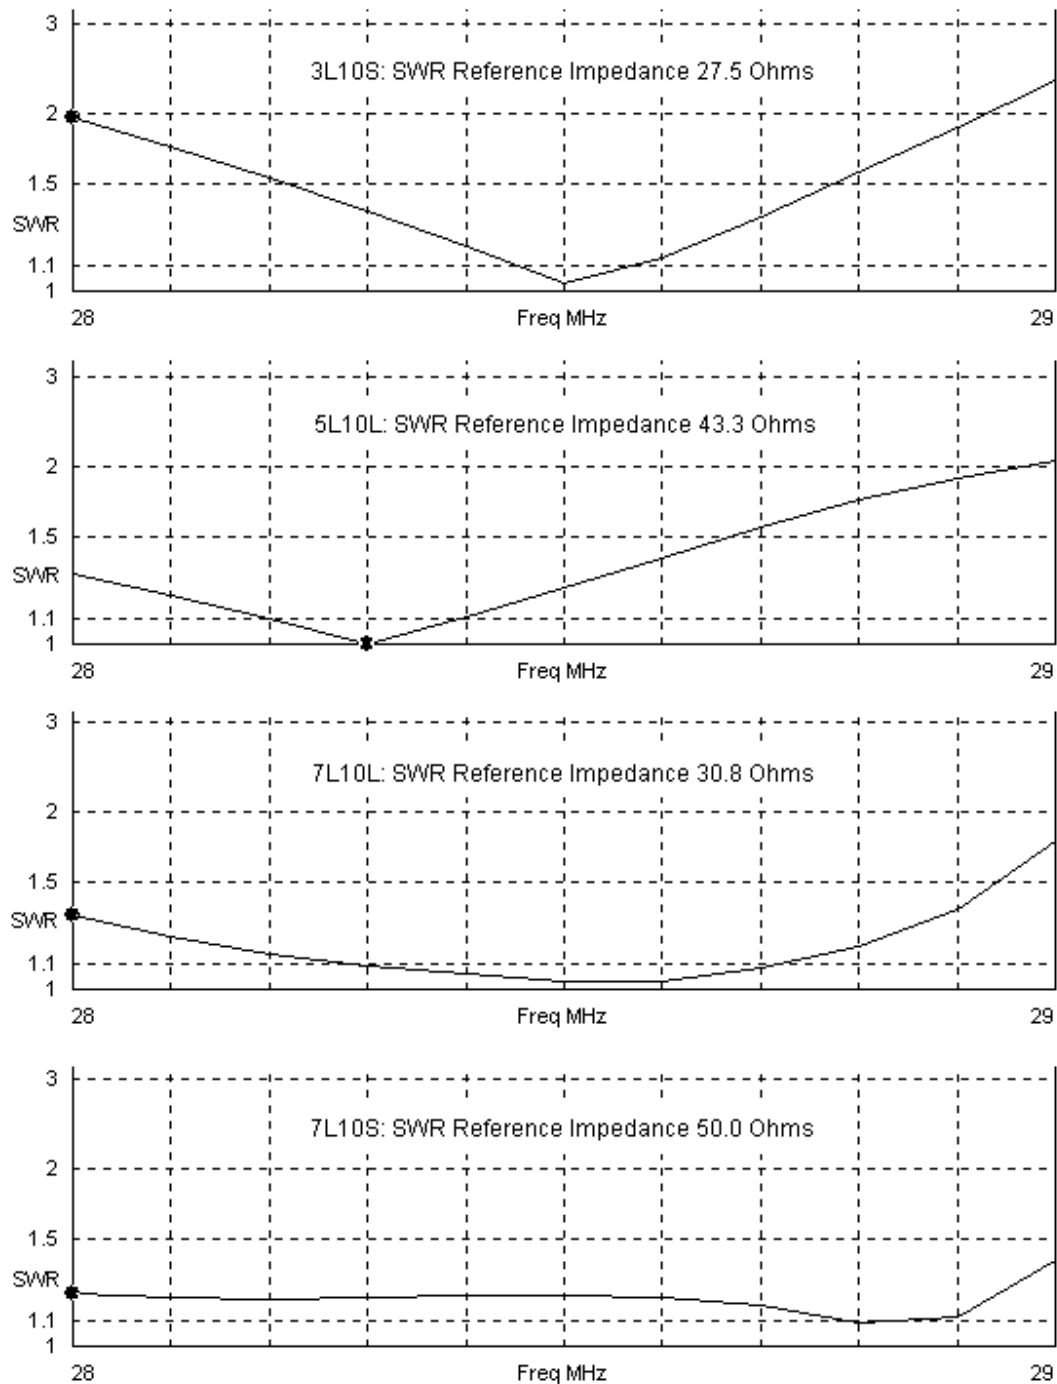 3
3L10S: SWR Reference Impedance 27.5 Ohms
2
1.5
SWR
1.1
1
28 Freq MHz 29
3
5L10L: SWR Reference Impedance 43.3 Ohms
2
1.5
SWR
1.1
1
28 Freq MHz 29
3
7L10L: SWR Reference Impedance 30.8 Ohms
2
1.5
SWR
1.1
1
28 Freq MHz 29
3
7L10S: SWR Reference Impedance 50.0 Ohms
2
1.5
SWR
1.1
1
28 Freq MHz 29